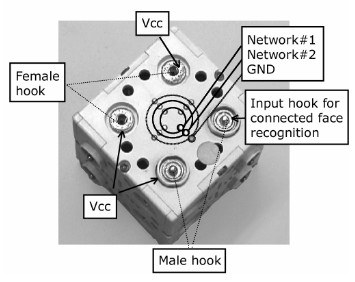 Vcc
Network#1
Network#2
GND
Female
hook
Input hook for
connected face
recognition
Vcc
Male hook